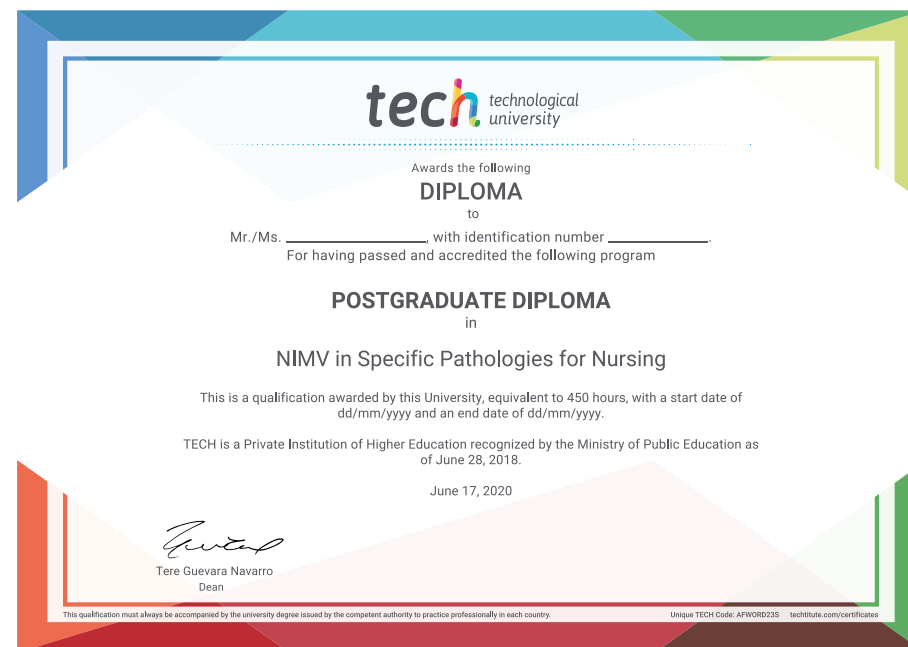 tech technological
university
Awards the following
DIPLOMA
to
Mr./Ms. ____________________, with identification number ______________.
For having passed and accredited the following program
POSTGRADUATE DIPLOMA
in
NIMV in Specific Pathologies for Nursing
This is a qualification awarded by this University, equivalent to 450 hours, with a start date of
dd/mm/yyyy and an end date of dd/mm/yyyy.
TECH is a Private Institution of Higher Education recognized by the Ministry of Public Education as
of June 28, 2018.
June 17, 2020
Tere Guevara Navarro
Dean
This qualification must always be accompanied by the university degree issued by the competent authority to practice professionally in each country.
Unique TECH Code: AFWORD23S techtitute.com/certificates